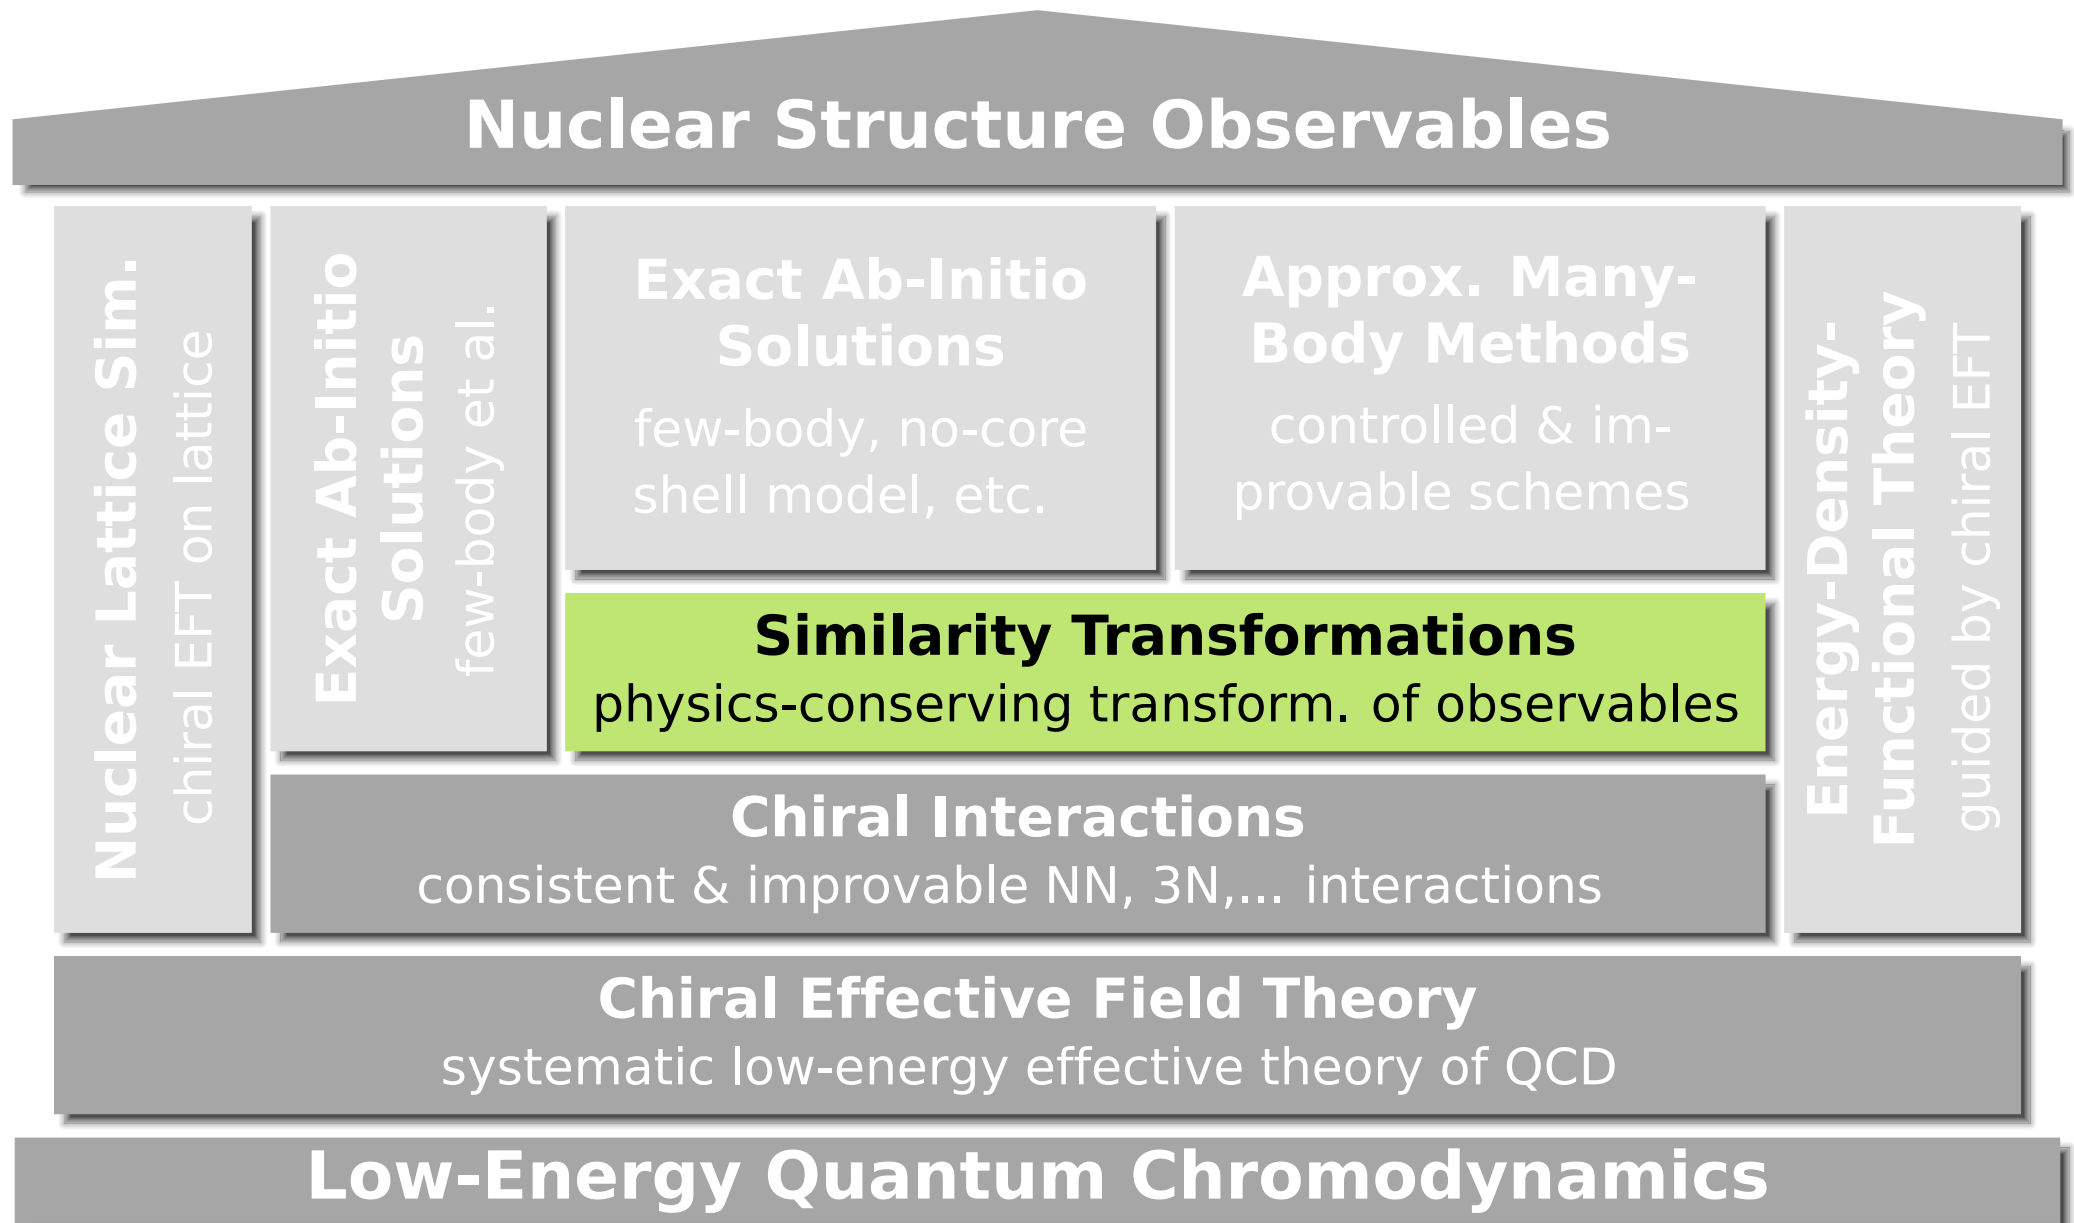 Nuclear Structure Observables
Nuclear Lattice Sim.
chiral EFT on lattice
Exact Ab-Initio
Solutions
few-body et al.
Exact Ab-Initio
Solutions
few-body, no-core
shell model, etc.
Approx. Many-
Body Methods
controlled & im-
provable schemes
Energy-Density-
Functional Theory
guided by chiral EFT
Similarity Transformations
physics-conserving transform. of observables
Chiral Interactions
consistent & improvable NN, 3N,... interactions
Chiral Effective Field Theory
systematic low-energy effective theory of QCD
Low-Energy Quantum Chromodynamics